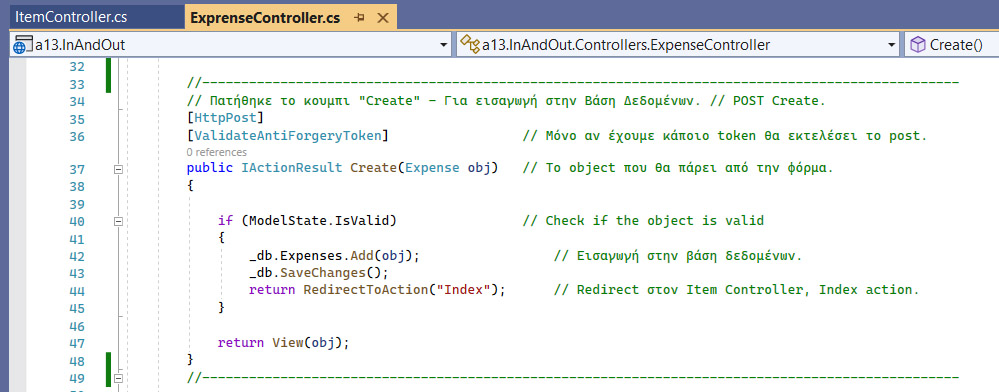 ItemController.cs
ExprenseController.cs
a13.InAndOut
a13.InAndOut.Controllers.ExpenseController
Create()
32
33 //-------------------------------------------------------------------------------------------------
34 // Πατήθηκε το κουμπι "Create" - Για εισαγωγή στην Βάση Δεδομένων. // POST Create.
35 [HttpPost]
36 [ValidateAntiForgeryToken] // Μόνο αν έχουμε κάποιο token θα εκτελέσει το post.
0 references
37 public IActionResult Create(Expense obj) // Το object που θα πάρει από την φόρμα.
38 {
39
40 if (ModelState.IsValid) // Check if the object is valid
41 {
42 _db.Expenses.Add(obj); // Εισαγωγή στην βάση δεδομένων.
43 _db.SaveChanges();
44 return RedirectToAction("Index"); // Redirect στον Item Controller, Index action.
45 }
46
47 return View(obj);
48 }
49 //-------------------------------------------------------------------------------------------------